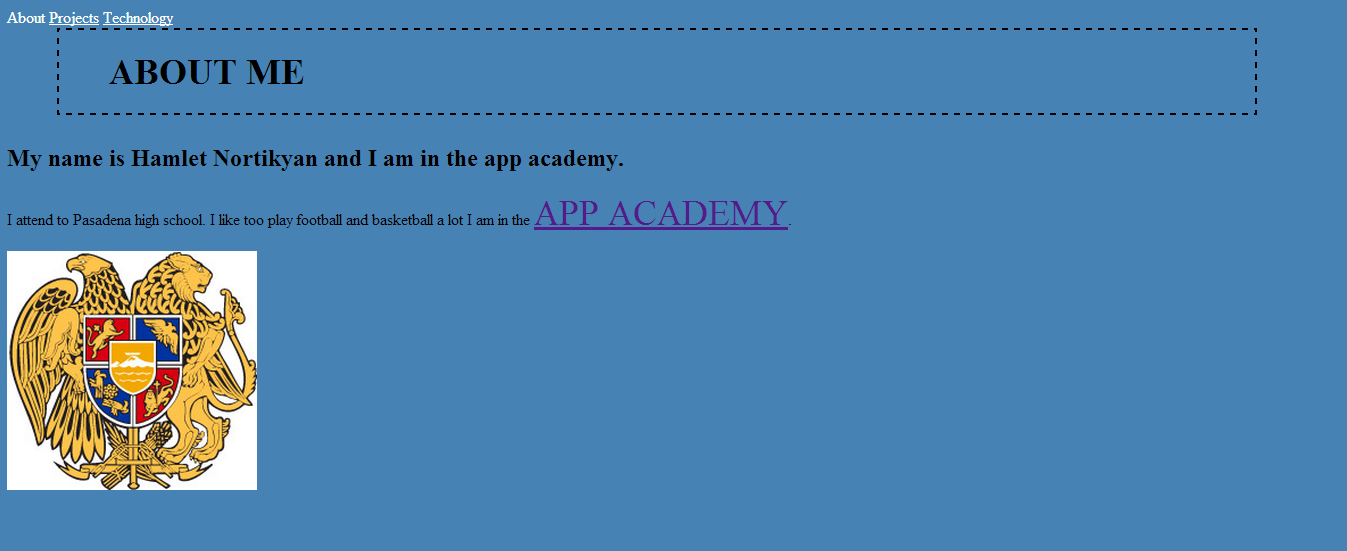 About Projects Technology
ABOUT ME
My name is Hamlet Nortikyan and I am in the app academy.
I attend to Pasadena high school. I like too play football and basketball a lot I am in the APP ACADEMY.